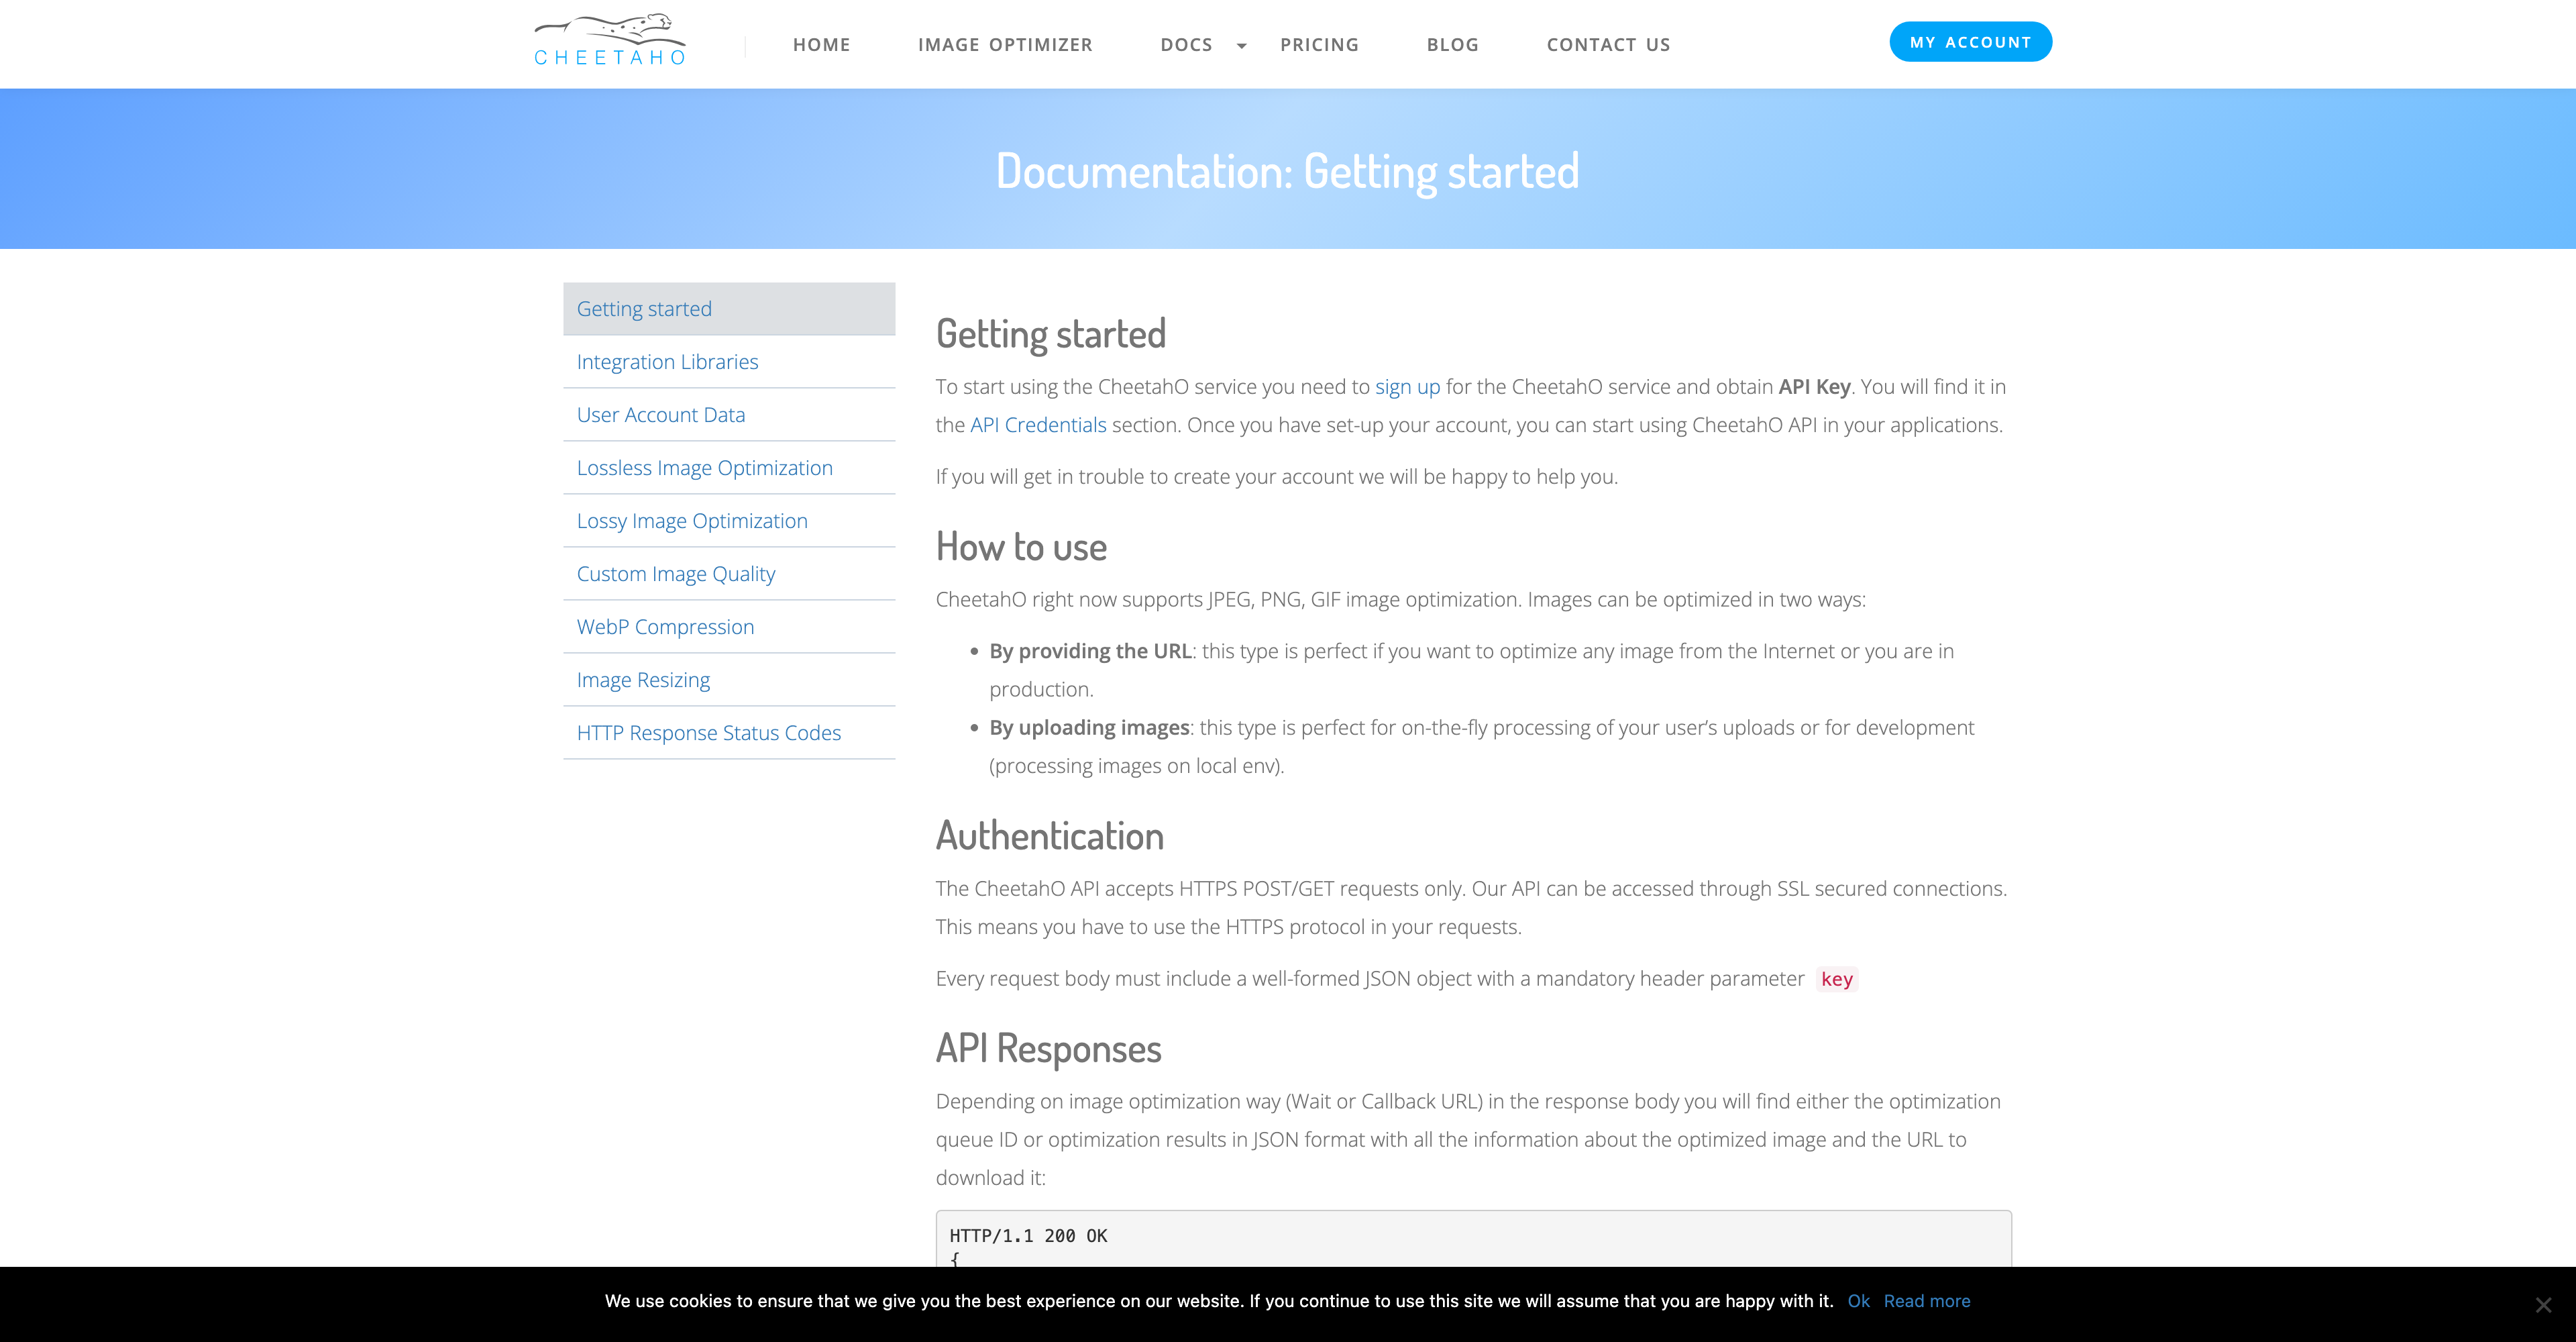 CHEETAHO
HOME
IMAGE OPTIMIZER
DOCS
PRICING
BLOG
CONTACT US
MY ACCOUNT
Documentation: Getting started
Getting started
Integration Libraries
User Account Data
Lossless Image Optimization
Lossy Image Optimization
Custom Image Quality
WebP Compression
Image Resizing
HTTP Response Status Codes
Getting started
To start using the CheetahO service you need to sign up for the CheetahO service and obtain API Key. You will find it in
the API Credentials section. Once you have set-up your account, you can start using CheetahO API in your applications.
If you will get in trouble to create your account we will be happy to help you.
How to use
CheetahO right now supports JPEG, PNG, GIF image optimization. Images can be optimized in two ways:
• By providing the URL: this type is perfect if you want to optimize any image from the Internet or you are in
production.
• By uploading images: this type is perfect for on-the-fly processing of your user’s uploads or for development
(processing images on local env).
Authentication
The CheetahO API accepts HTTPS POST/GET requests only. Our API can be accessed through SSL secured connections.
This means you have to use the HTTPS protocol in your requests.
Every request body must include a well-formed JSON object with a mandatory header parameter key
API Responses
Depending on image optimization way (Wait or Callback URL) in the response body you will find either the optimization
queue ID or optimization results in JSON format with all the information about the optimized image and the URL to
download it:
HTTP/1.1 200 OK
{
We use cookies to ensure that we give you the best experience on our website. If you continue to use this site we will assume that you are happy with it. Ok Read more